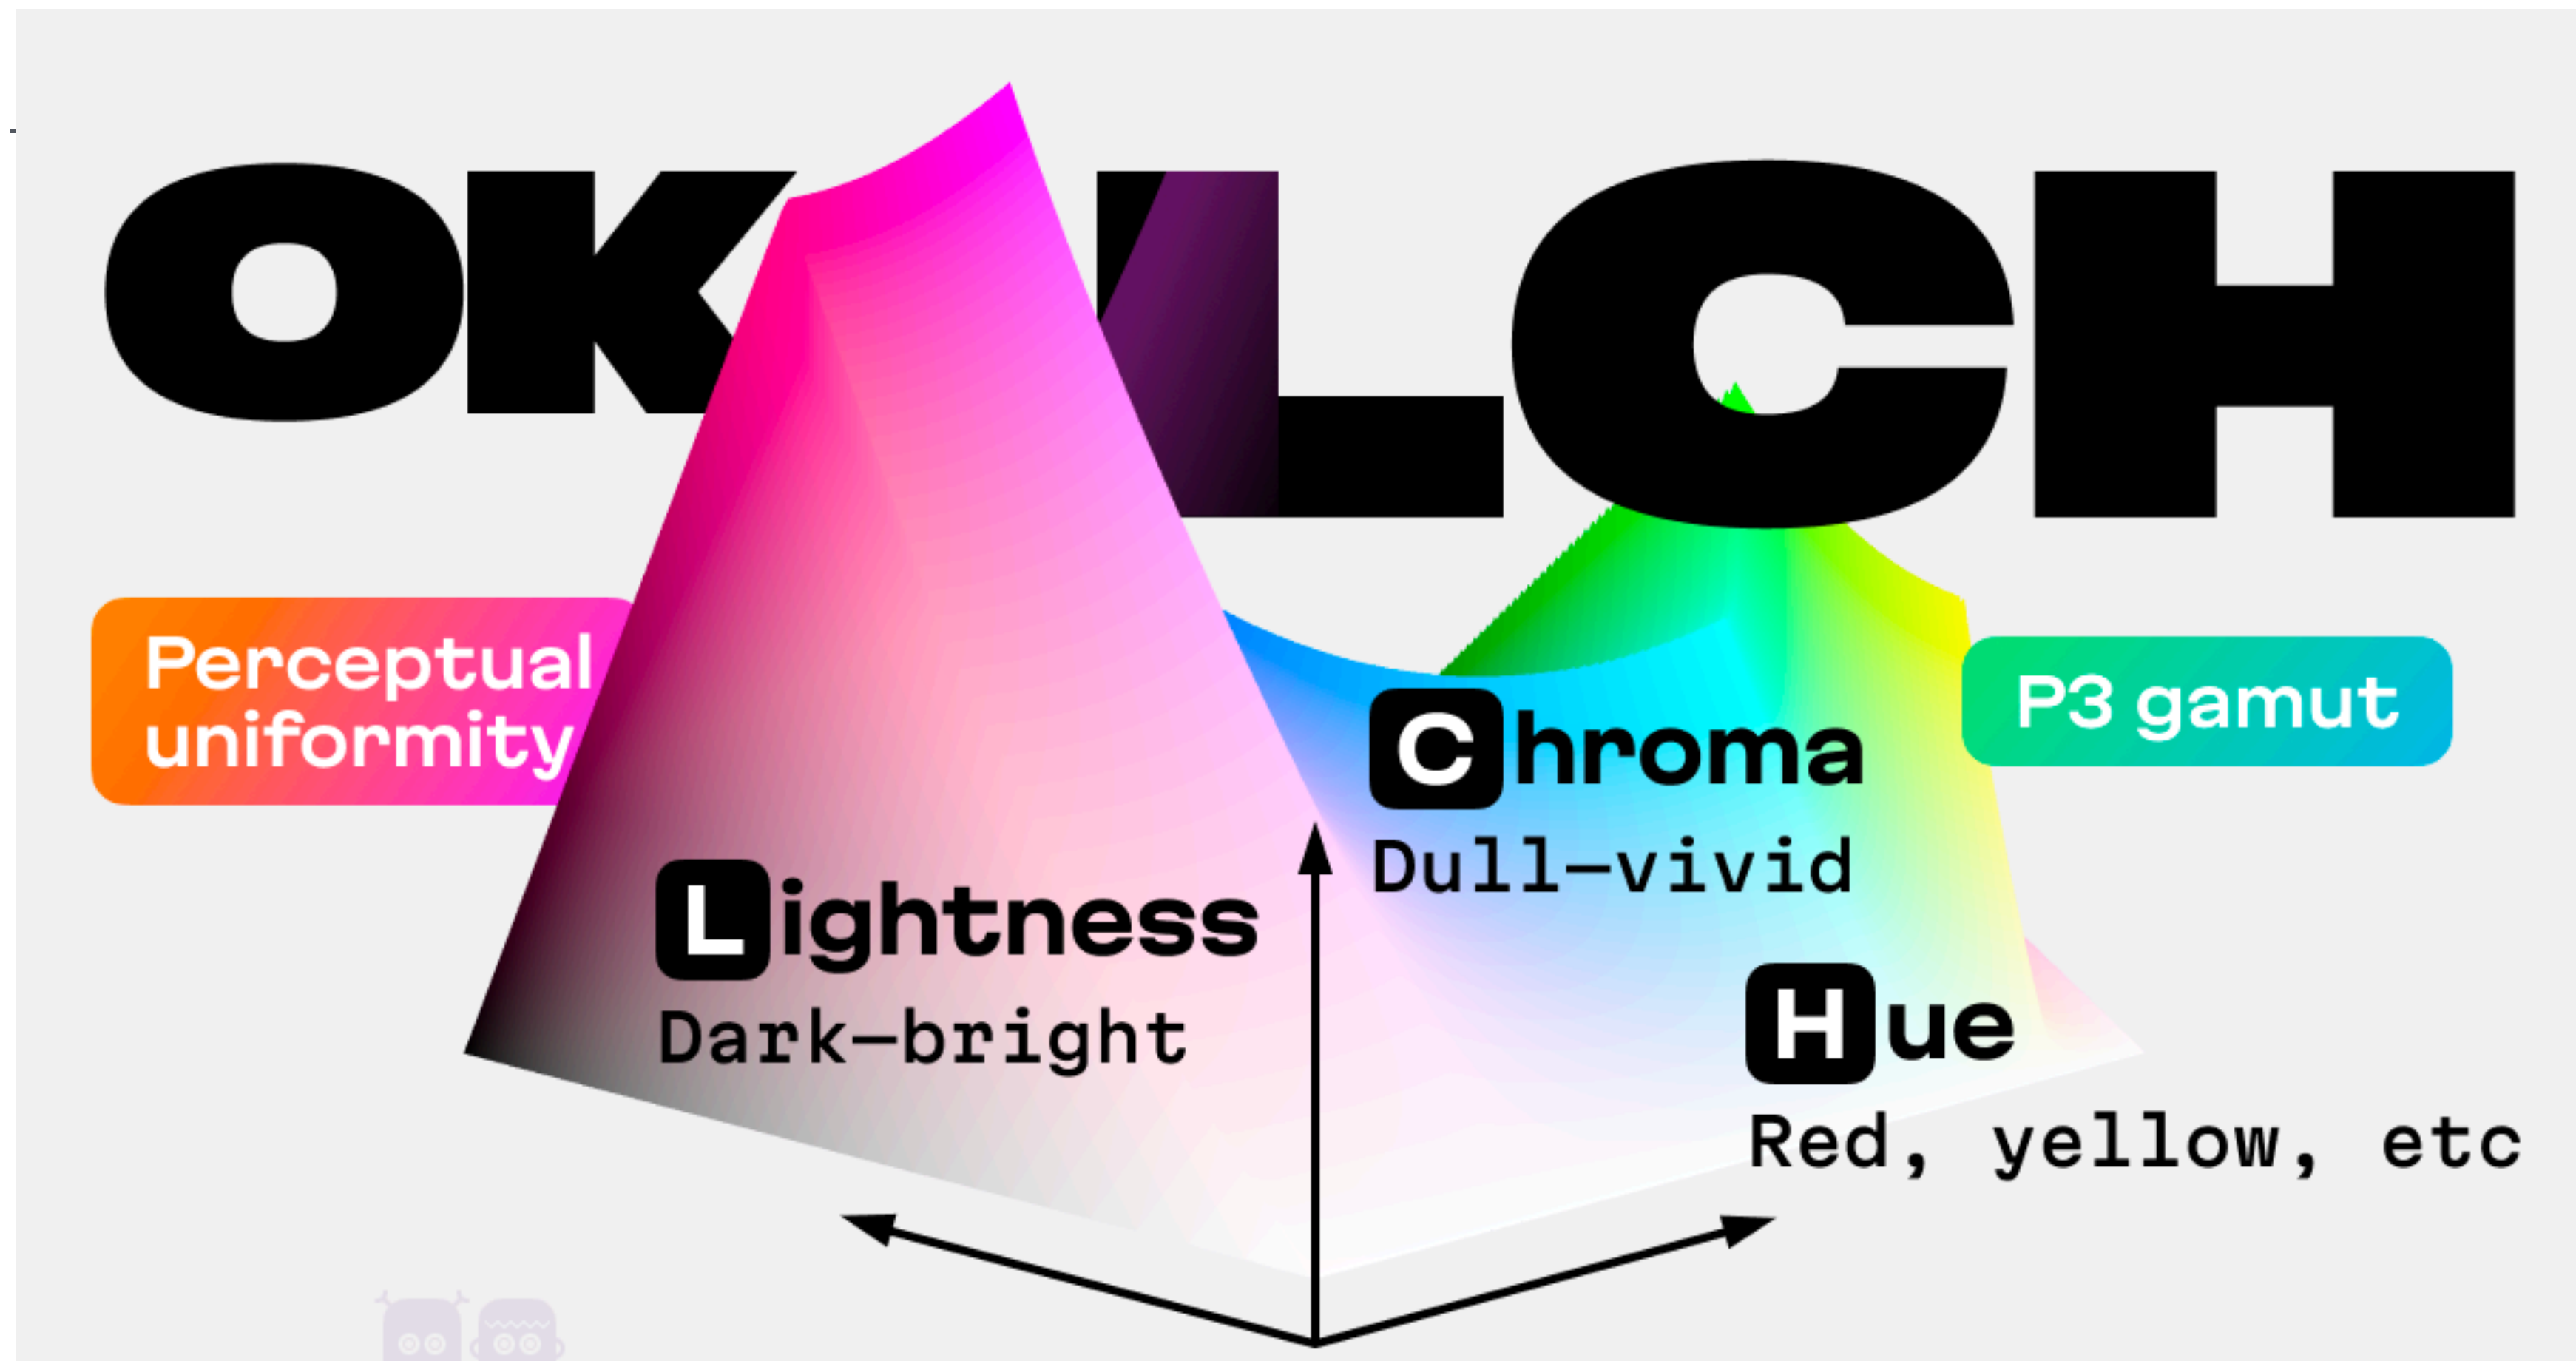 OKLCH
Perceptual
uniformity
P3 gamut
Chroma
Dull–vivid
Lightness
Dark–bright
Hue
Red, yellow, etc